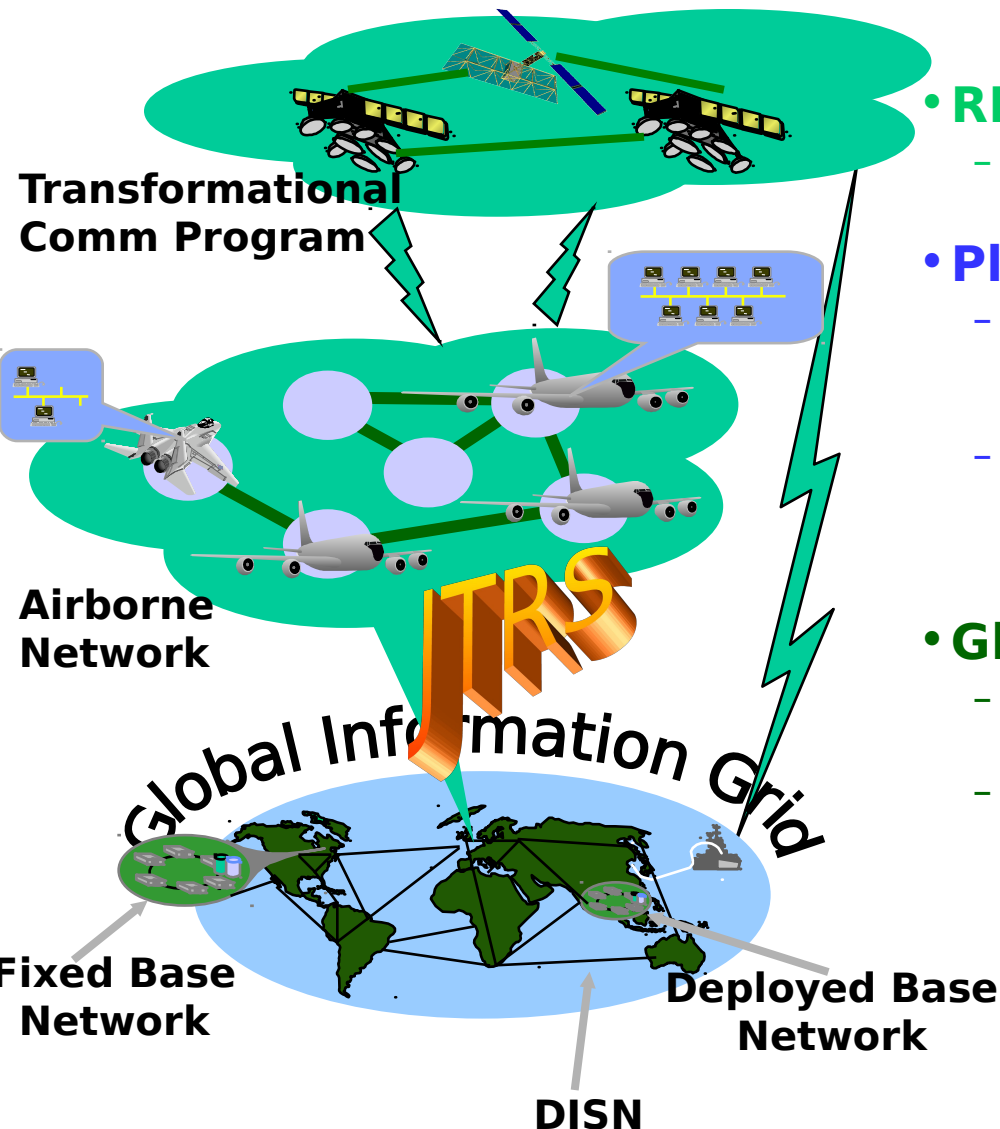 Transformational
Comm Program
Airborne
Network
JTRS
Global Information Grid
Fixed Base
Network
Deployed Base
Network
DISN